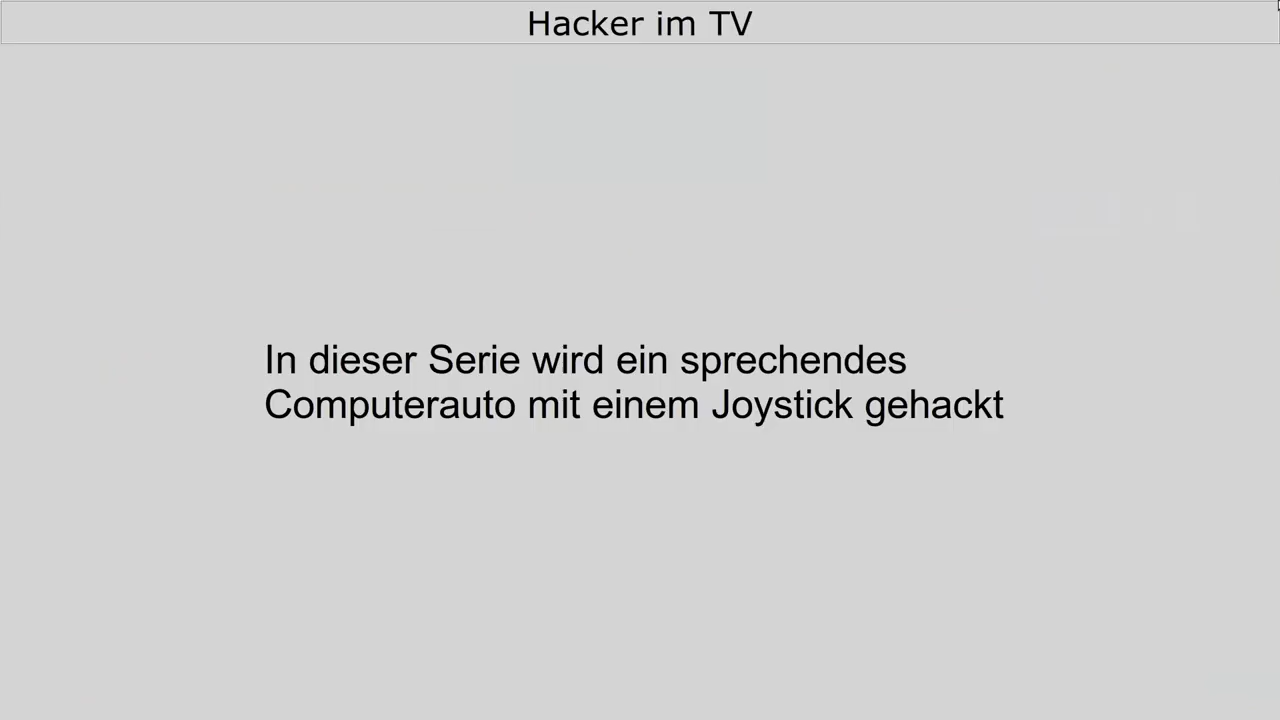 Hacker im TV
In dieser Serie wird ein sprechendes
Computerauto mit einem Joystick gehackt